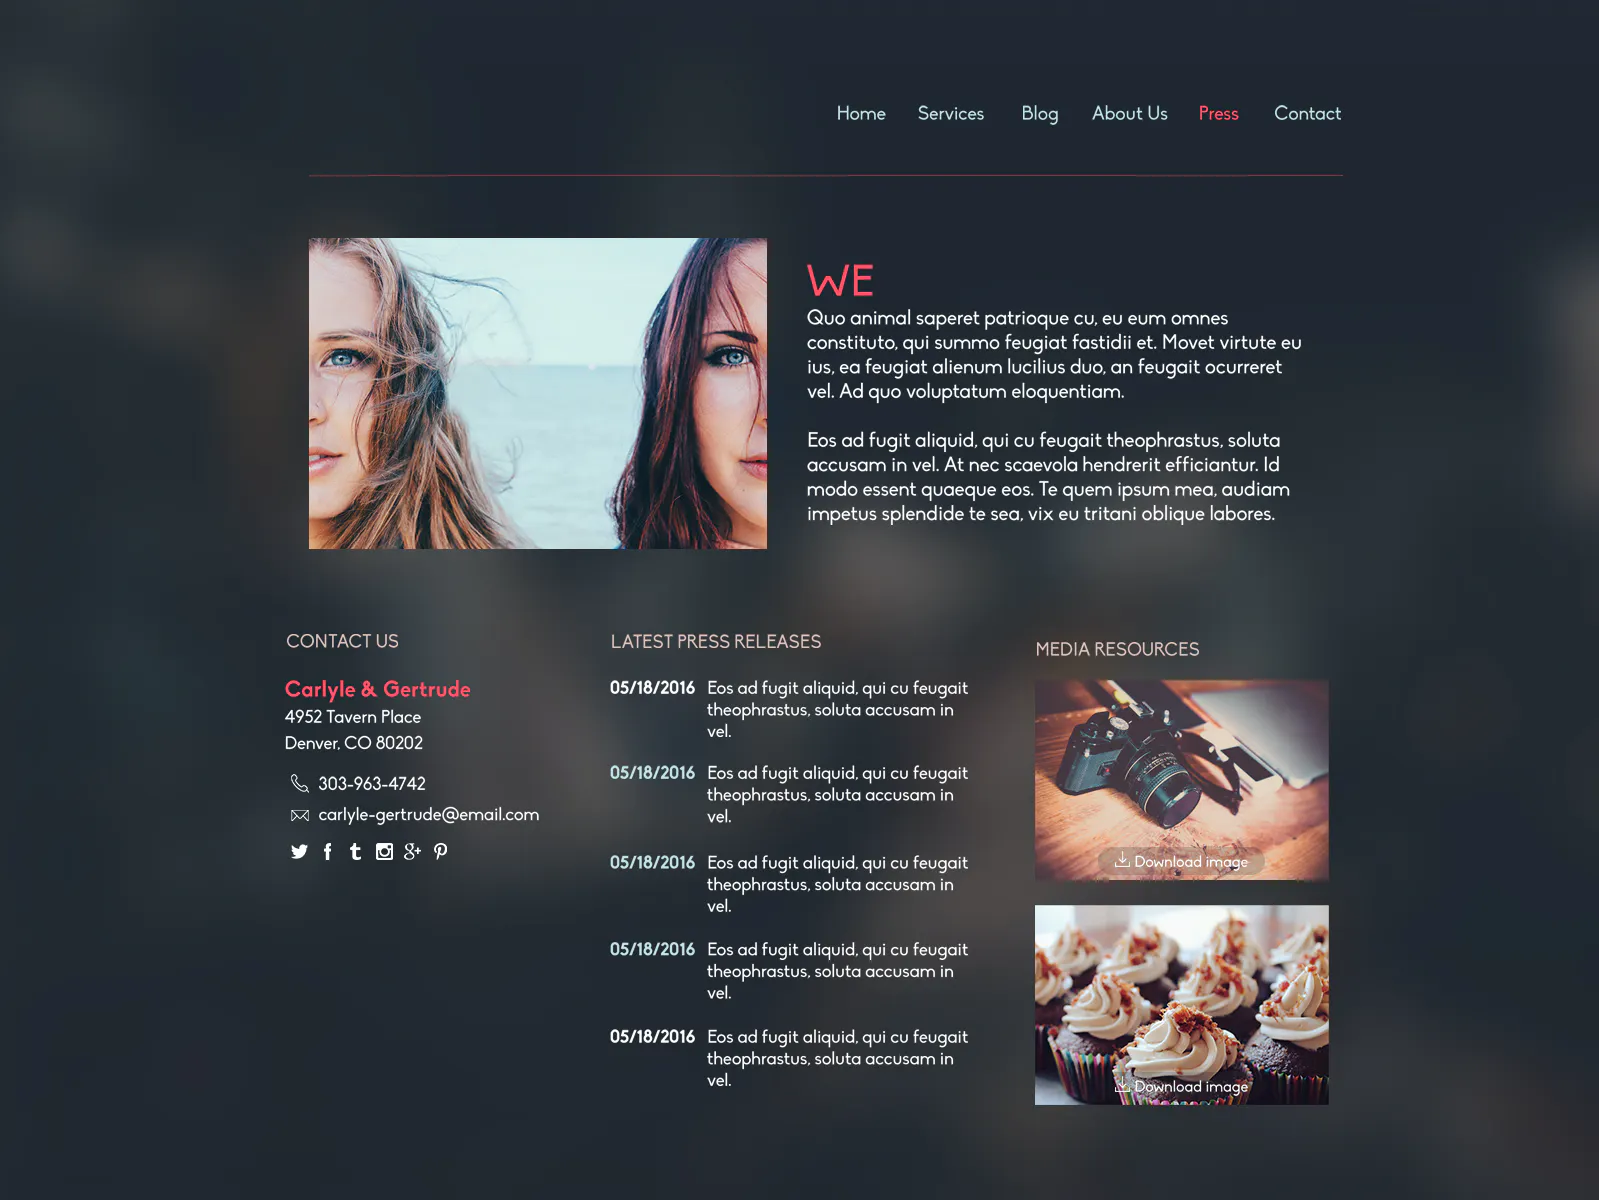 Home Services Blog About Us Press Contact
WE
Quo animal saperet patrioque cu, eu eum omnes
constituto, qui summo feugiat fastidii et. Movet virtute eu
ius, ea feugiat alienum lucilius duo, an feugait ocurreret
vel. Ad quo voluptatum eloquentiam.
Eos ad fugit aliquid, qui cu feugait theophrastus, soluta
accusam in vel. At nec scaevola hendrerit efficiantur. Id
modo essent quaeque eos. Te quem ipsum mea, audiam
impetus splendide te sea, vix eu tritani oblique labores.
CONTACT US
Carlyle & Gertrude
4952 Tavern Place
Denver, CO 80202
303-963-4742
carlyle-gertrude@email.com
LATEST PRESS RELEASES
05/18/2016 Eos ad fugit aliquid, qui cu feugait
theophrastus, soluta accusam in
vel.
05/18/2016 Eos ad fugit aliquid, qui cu feugait
theophrastus, soluta accusam in
vel.
05/18/2016 Eos ad fugit aliquid, qui cu feugait
theophrastus, soluta accusam in
vel.
05/18/2016 Eos ad fugit aliquid, qui cu feugait
theophrastus, soluta accusam in
vel.
05/18/2016 Eos ad fugit aliquid, qui cu feugait
theophrastus, soluta accusam in
vel.
MEDIA RESOURCES
Download image
Download image